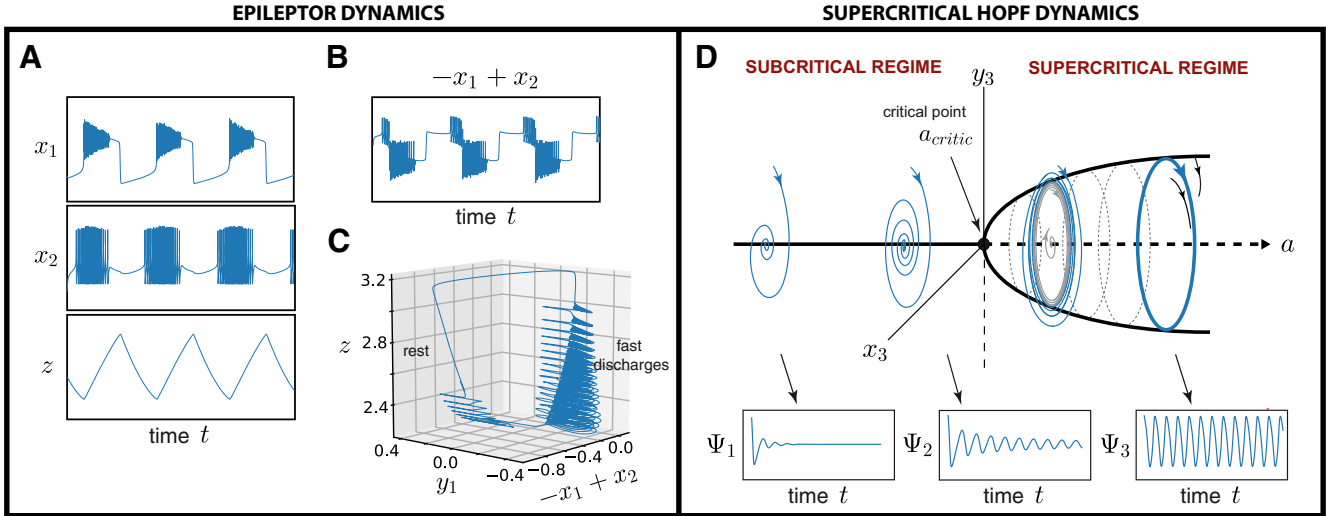 EPILEPTOR DYNAMICS
SUPERCRITICAL HOPF DYNAMICS
A
x1
x2
z
time t
B
−x1 + x2
time t
C
3.2
2.8
2.4
z
rest
fast
discharges
0.4
0.0
−0.4
y1
−0.8
−0.4
0.0
−x1 + x2
D
SUBCRITICAL REGIME
y3
SUPERCRITICAL REGIME
critical point
acritic
a
x3
Ψ1
time t
Ψ2
time t
Ψ3
time t